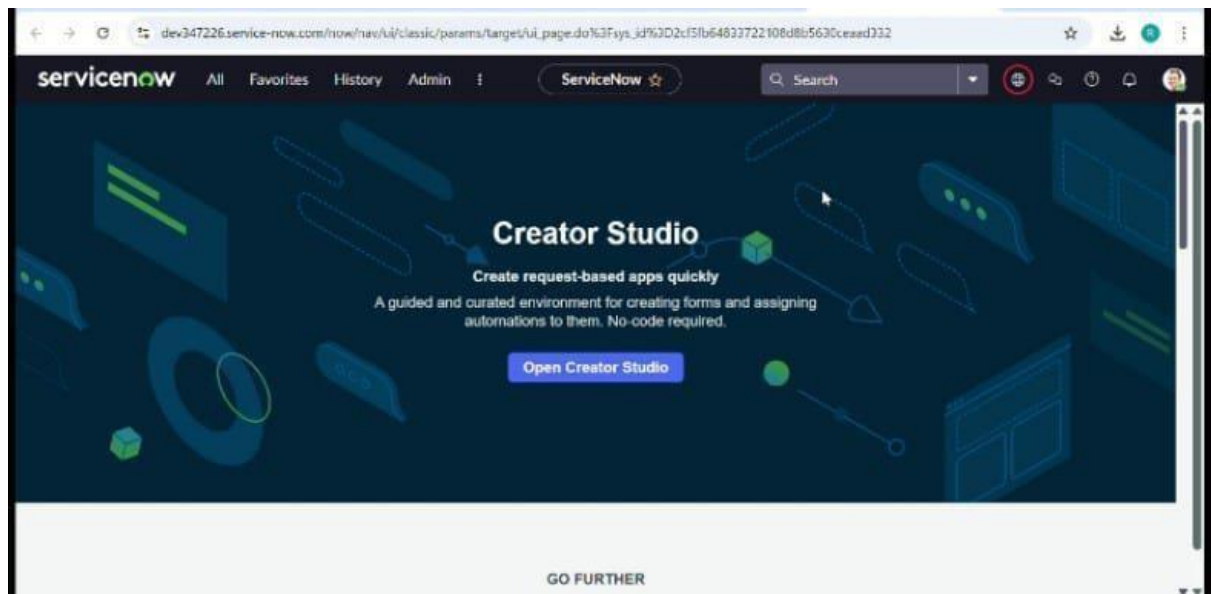 dev347226.service-now.com/now/nav/ui/classic/params/target/ui_page.do%3Fsys_id%3D2cf5fb64833722108d8b5630ceaad332
R
servicenow All Favorites History Admin ServiceNow Search
Creator Studio
Create request-based apps quickly
A guided and curated environment for creating forms and assigning
automations to them. No-code required.
Open Creator Studio
GO FURTHER